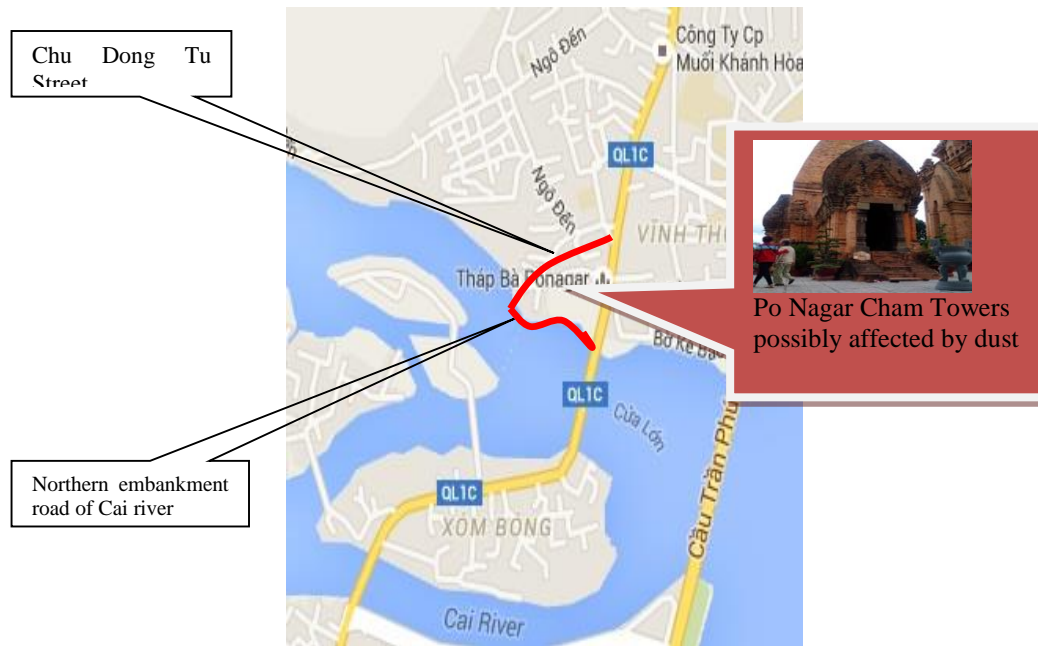 Chu Dong Tu
Street
Công Ty Cp
Muối Khánh Hòa
Ngô Đến
QL1C
Ngô Đến
VĨNH THỌ
Tháp Bà Ponagar
Po Nagar Cham Towers
possibly affected by dust
Bờ Kè
QL1C
Cửa Lớn
Cầu Trần Phú
Northern embankment
road of Cai river
QL1C
XÓM BÓNG
Cai River